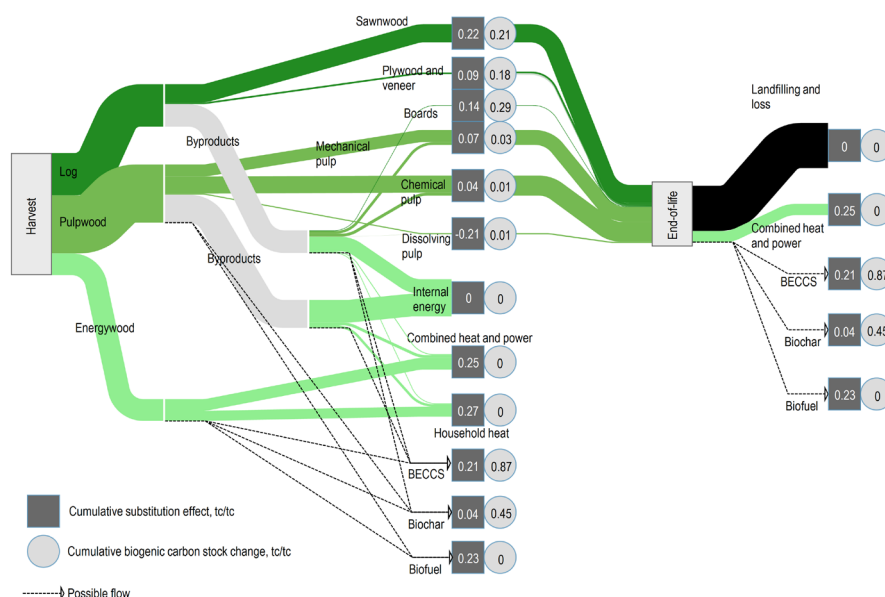 Sawnwood
0.22 0.21
Plywood and
veneer
0.09 0.18
Boards
0.14 0.29
Mechanical
pulp
0.07 0.03
Chemical
pulp
0.04 0.01
Dissolving
pulp
-0.21 0.01
Internal
energy
0 0
Combined heat and power
0.25 0
0.27 0
Household heat
BECCS
0.21 0.87
Biochar
0.04 0.45
Biofuel
0.23 0
Harvest
Log
Pulpwood
Energywood
Byproducts
Byproducts
End-of-life
Landfilling and
loss
0 0
0.25 0
Combined heat
and power
BECCS
0.21 0.87
Biochar
0.04 0.45
Biofuel
0.23 0
Cumulative substitution effect, tc/tc
Cumulative biogenic carbon stock change, tc/tc
Possible flow